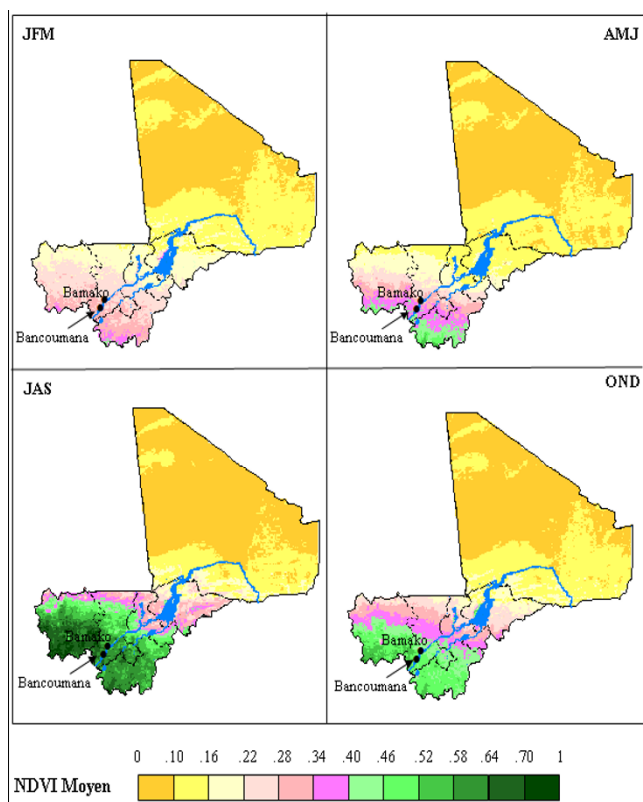 JFM
AMJ
Bamako
Bancoumana
Bamako
Bancoumana
JAS
OND
Bamako
Bancoumana
Bamako
Bancoumana
0 .10 .16 .22 .28 .34 .40 .46 .52 .58 .64 .70 1
NDVI Moyen